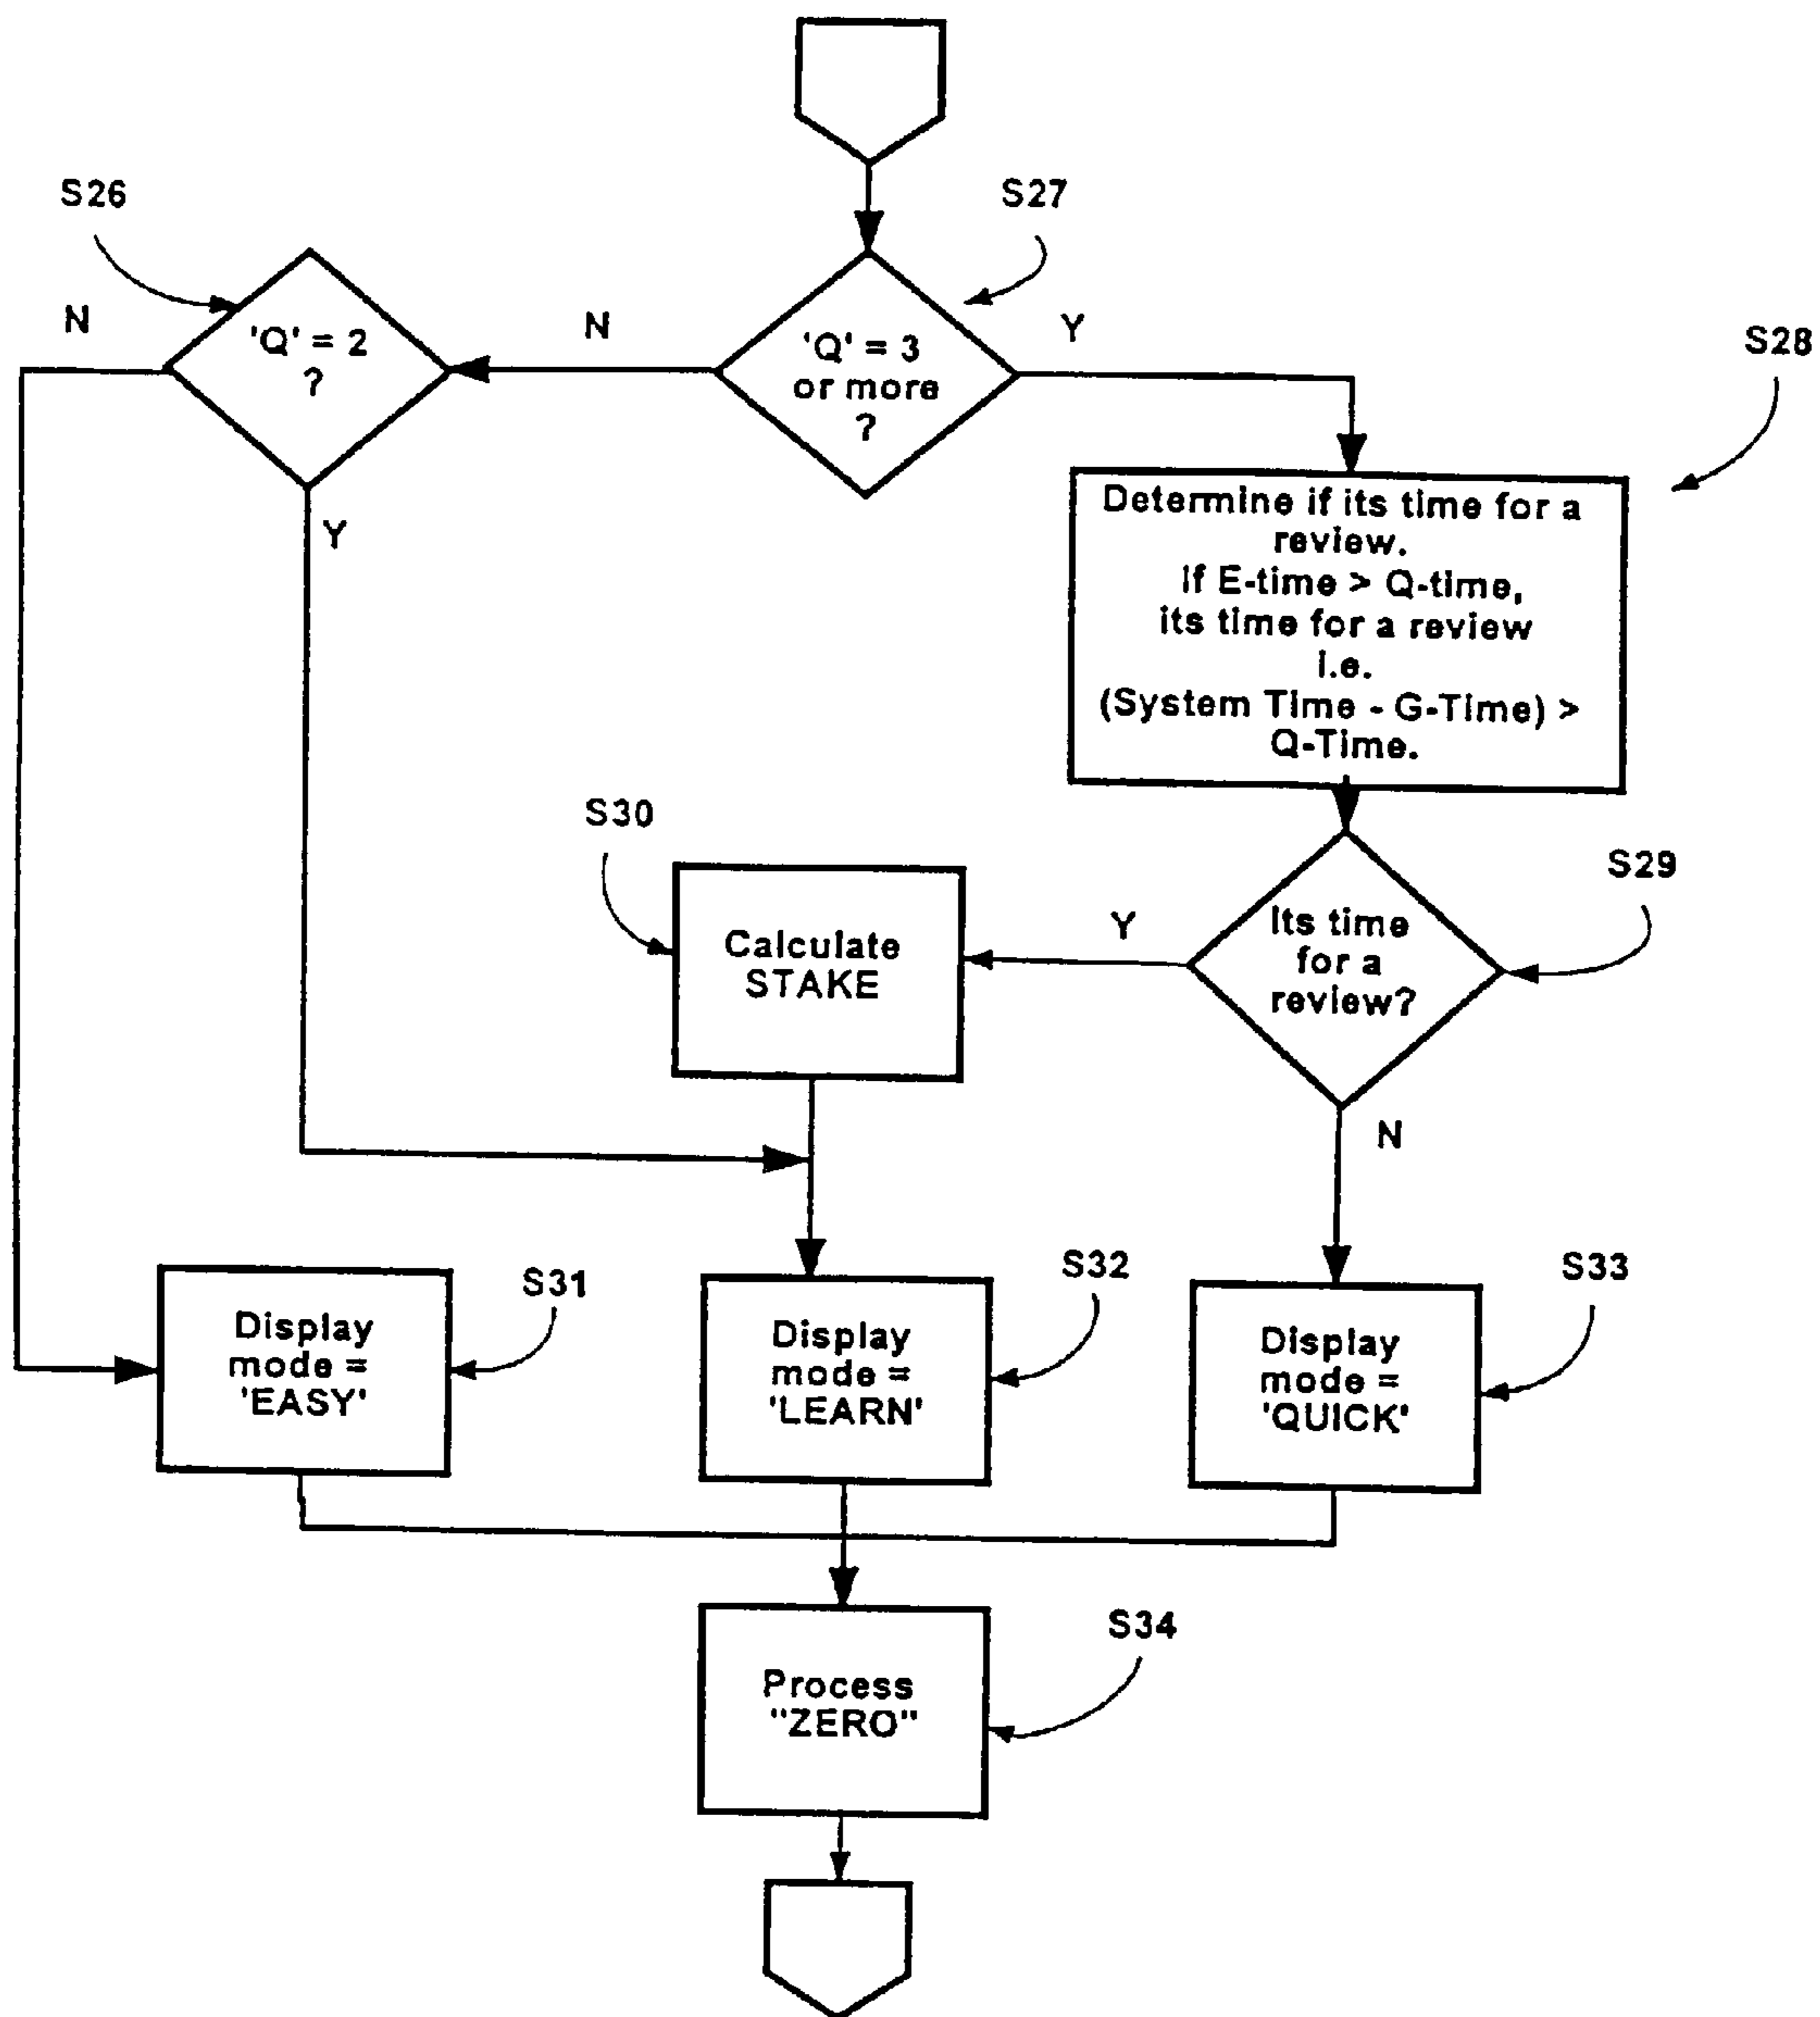 S26
S27
N
'Q' = 2
?
N
'Q' = 3
or more
?
Y
S28
Y
Determine if its time for a
review.
If E-time > Q-time,
its time for a review
i.e.
(System Time - G-Time) >
Q-Time.
S30
S29
Calculate
STAKE
Y
Its time
for a
review?
N
S31
S32
S33
Display
mode =
'EASY'
Display
mode =
'LEARN'
Display
mode =
'QUICK'
S34
Process
"ZERO"